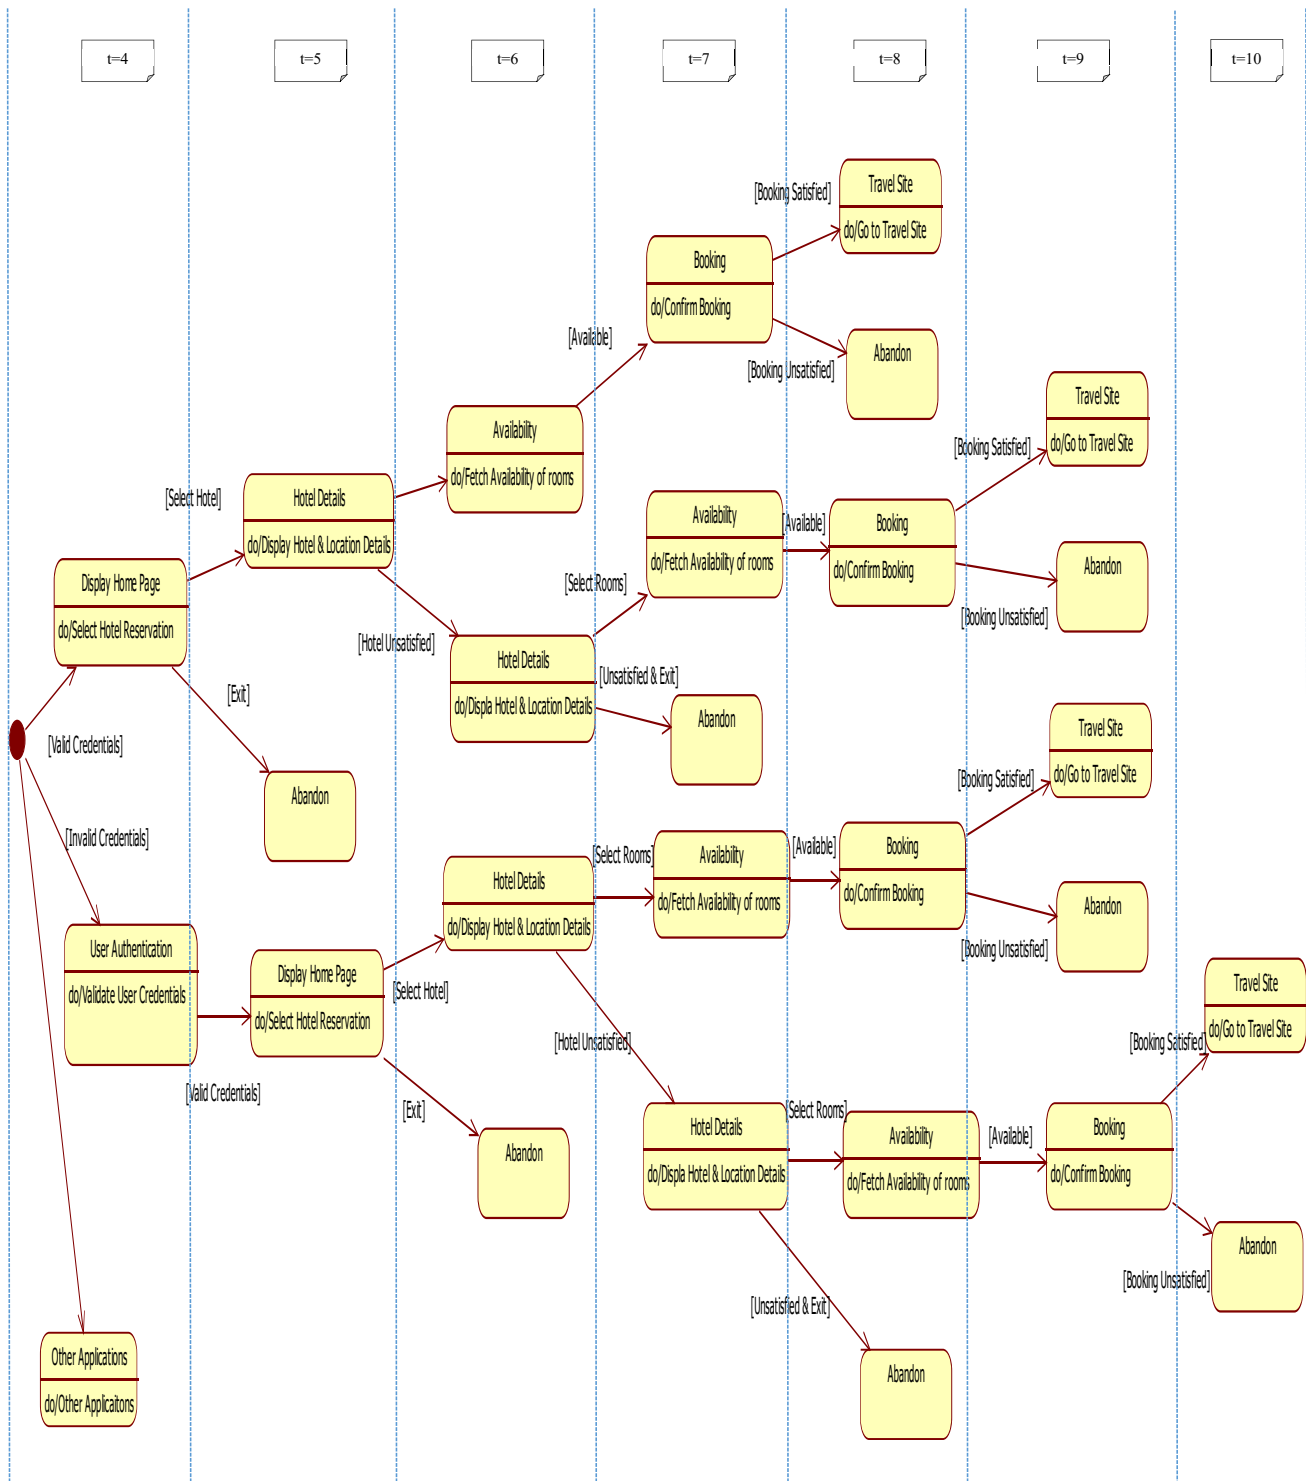 t=4
t=5
t=6
t=7
t=8
t=9
t=10
Travel Site
do/Go to Travel Site
[Booking Satisfied]
Booking
do/Confirm Booking
[Available]
Abandon
[Booking Unsatisfied]
Travel Site
do/Go to Travel Site
[Booking Satisfied]
Availability
do/Fetch Availability of rooms
[Select Hotel]
Hotel Details
do/Display Hotel & Location Details
Availability
do/Fetch Availability of rooms
[Available]
Booking
do/Confirm Booking
Abandon
[Booking Unsatisfied]
Display Home Page
do/Select Hotel Reservation
[Select Rooms]
[Hotel Unsatisfied]
Hotel Details
do/Displa Hotel & Location Details
[Unsatisfied & Exit]
Abandon
[Exit]
[Valid Credentials]
Abandon
[Invalid Credentials]
Travel Site
do/Go to Travel Site
[Booking Satisfied]
[Select Rooms]
Availability
do/Fetch Availability of rooms
[Available]
Booking
do/Confirm Booking
Hotel Details
do/Display Hotel & Location Details
Abandon
[Booking Unsatisfied]
User Authentication
do/Validate User Credentials
Display Home Page
do/Select Hotel Reservation
[Select Hotel]
[Valid Credentials]
[Hotel Unsatisfied]
[Exit]
Abandon
Travel Site
do/Go to Travel Site
[Booking Satisfied]
Hotel Details
do/Displa Hotel & Location Details
[Select Rooms]
Availability
do/Fetch Availability of rooms
[Available]
Booking
do/Confirm Booking
Abandon
[Booking Unsatisfied]
[Unsatisfied & Exit]
Abandon
Other Applications
do/Other Applicaitons